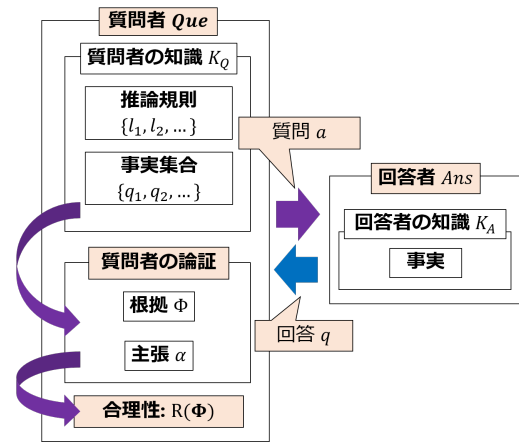 質問者 Que
質問者の知識 K_Q
推論規則
{l_1, l_2, … }
事実集合
{q_1, q_2, … }
質問 a
回答者 Ans
回答者の知識 K_A
事実
質問者の論証
根拠 Φ
主張 α
回答 q
合理性: R(Φ)